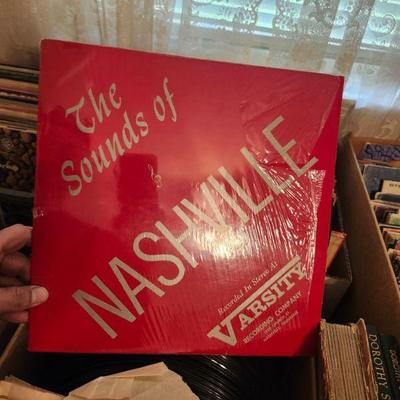 The
Sounds of
NASHVILLE
Recorded In Stereo At
VARSITY
RECORDING COMPANY
DOROTHY S